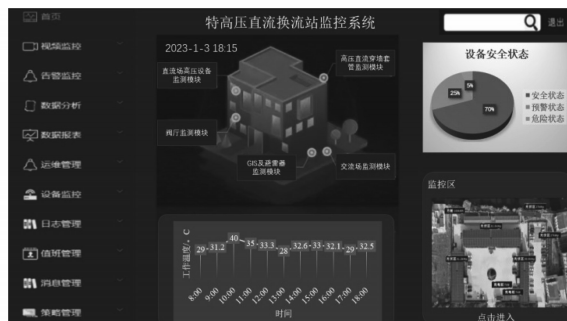 首页
特高压直流换流站监控系统
退出
视频监控
告警监控
数据分析
数据报表
运维管理
设备监控
日志管理
值班管理
消息管理
策略管理
2023-1-3 18:15
直流场高压设备
监测模块
高压直流穿墙套
管监测模块
阀厅监测模块
GIS及避雷器
监测模块
交流场监测模块
工作温度/℃
29 31.2 40 35 33.3 28 32.6 33 32.1 29 32.5
8:00 9:00 10:00 11:00 12:00 13:00 14:00 15:00 16:00 17:00 18:00
时间
设备安全状态
5%
25%
70%
安全状态
预警状态
危险状态
监控区
点击进入